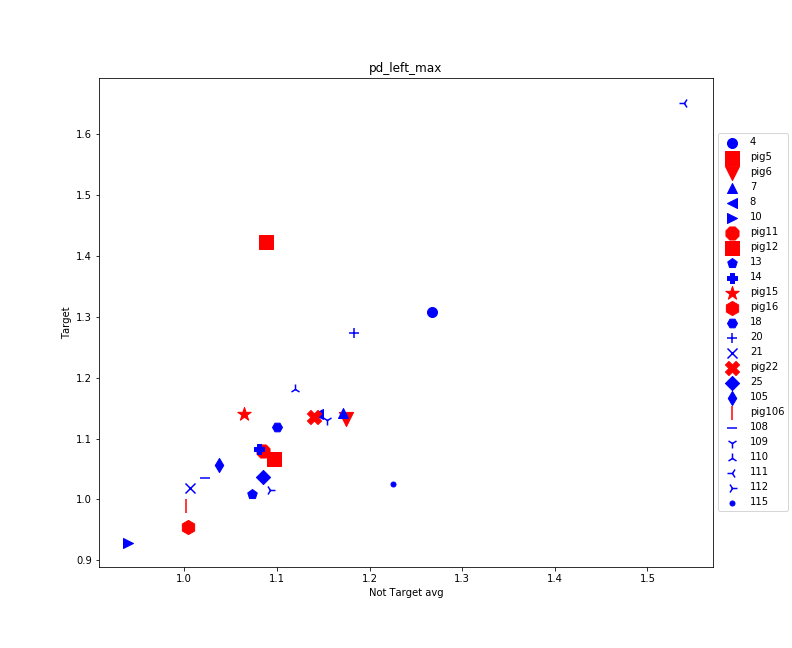 pd_left_max
Target
1.6
1.5
1.4
1.3
1.2
1.1
1.0
0.9
1.0 1.1 1.2 1.3 1.4 1.5
Not Target avg
4
pig5
pig6
7
8
10
pig11
pig12
13
14
pig15
pig16
18
20
21
pig22
25
105
pig106
108
109
110
111
112
115